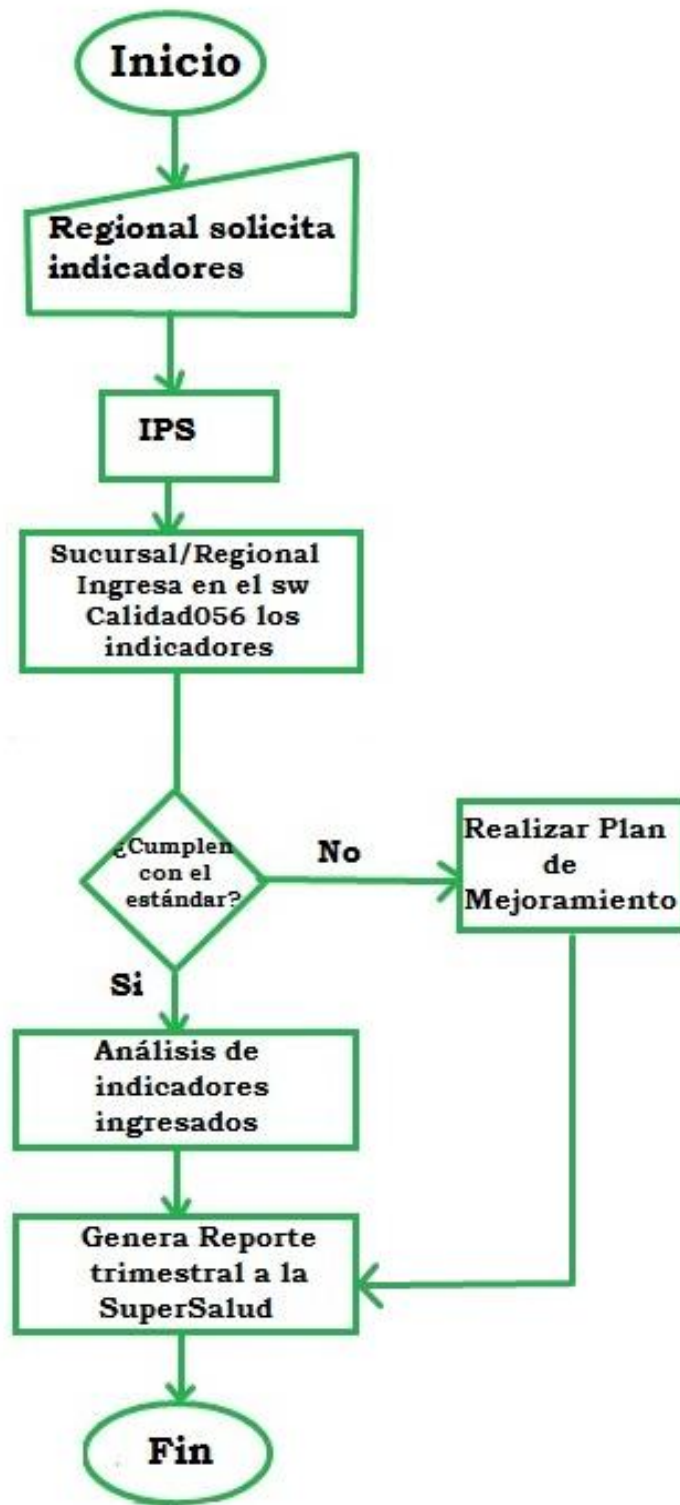 Inicio
Regional solicita
indicadores
IPS
Sucursal/Regional
Ingresa en el sw
Calidad056 los
indicadores
¿Cumplen
con el
estándar?
No
Realizar Plan
de
Mejoramiento
Si
Análisis de
indicadores
ingresados
Genera Reporte
trimestral a la
SuperSalud
Fin